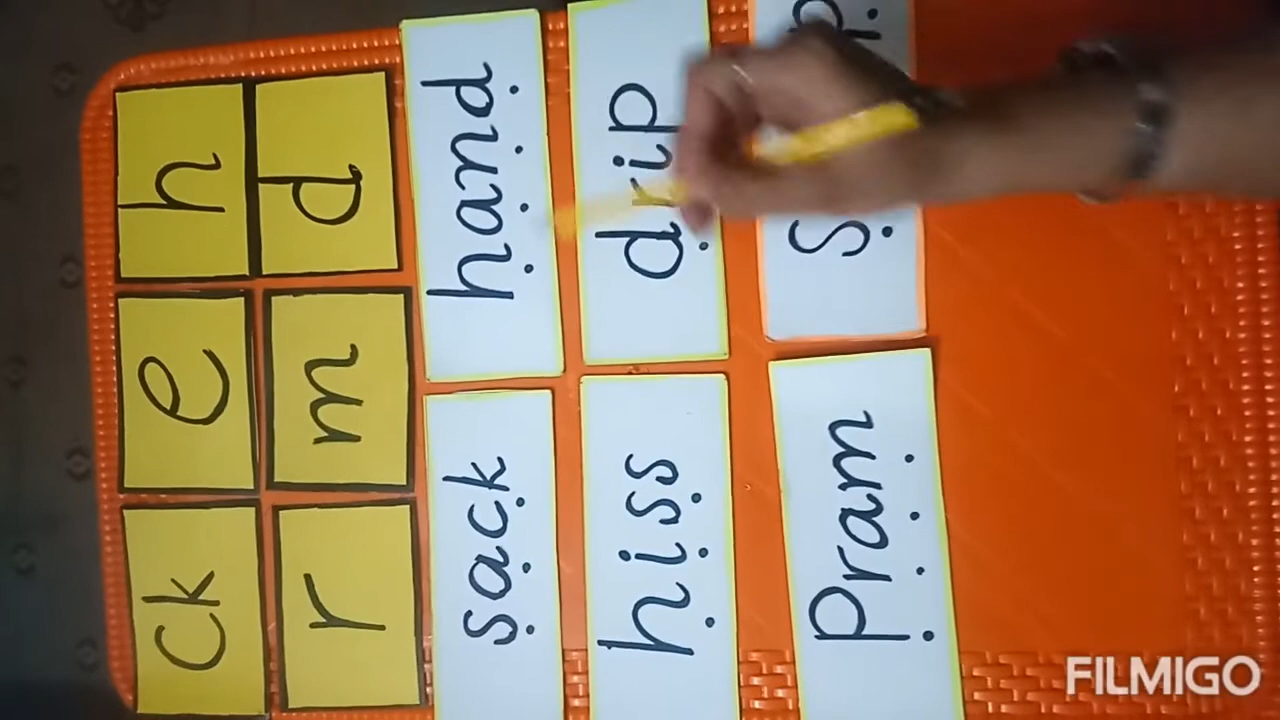 ck e h
r m d
sack hand
hiss drip
Pram
FILMIGO